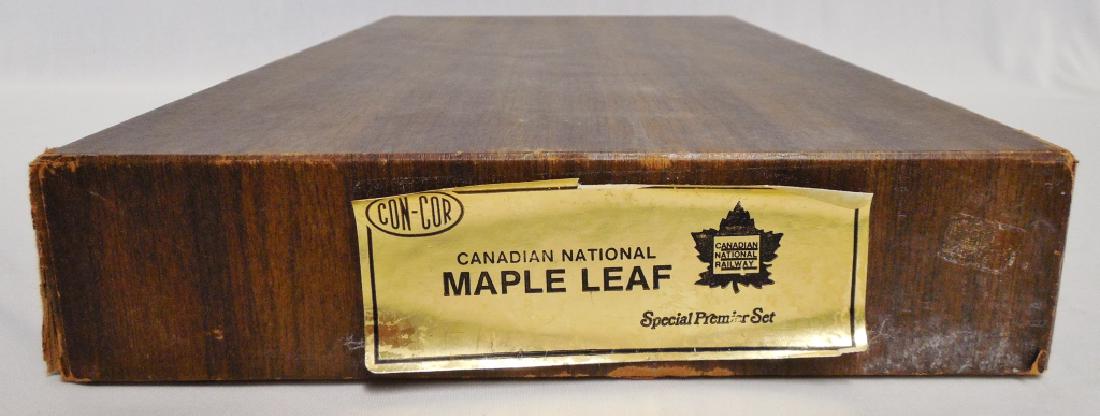 CON-COR
CANADIAN NATIONAL
MAPLE LEAF
CANADIAN
NATIONAL
RAILWAY
Special Premier Set